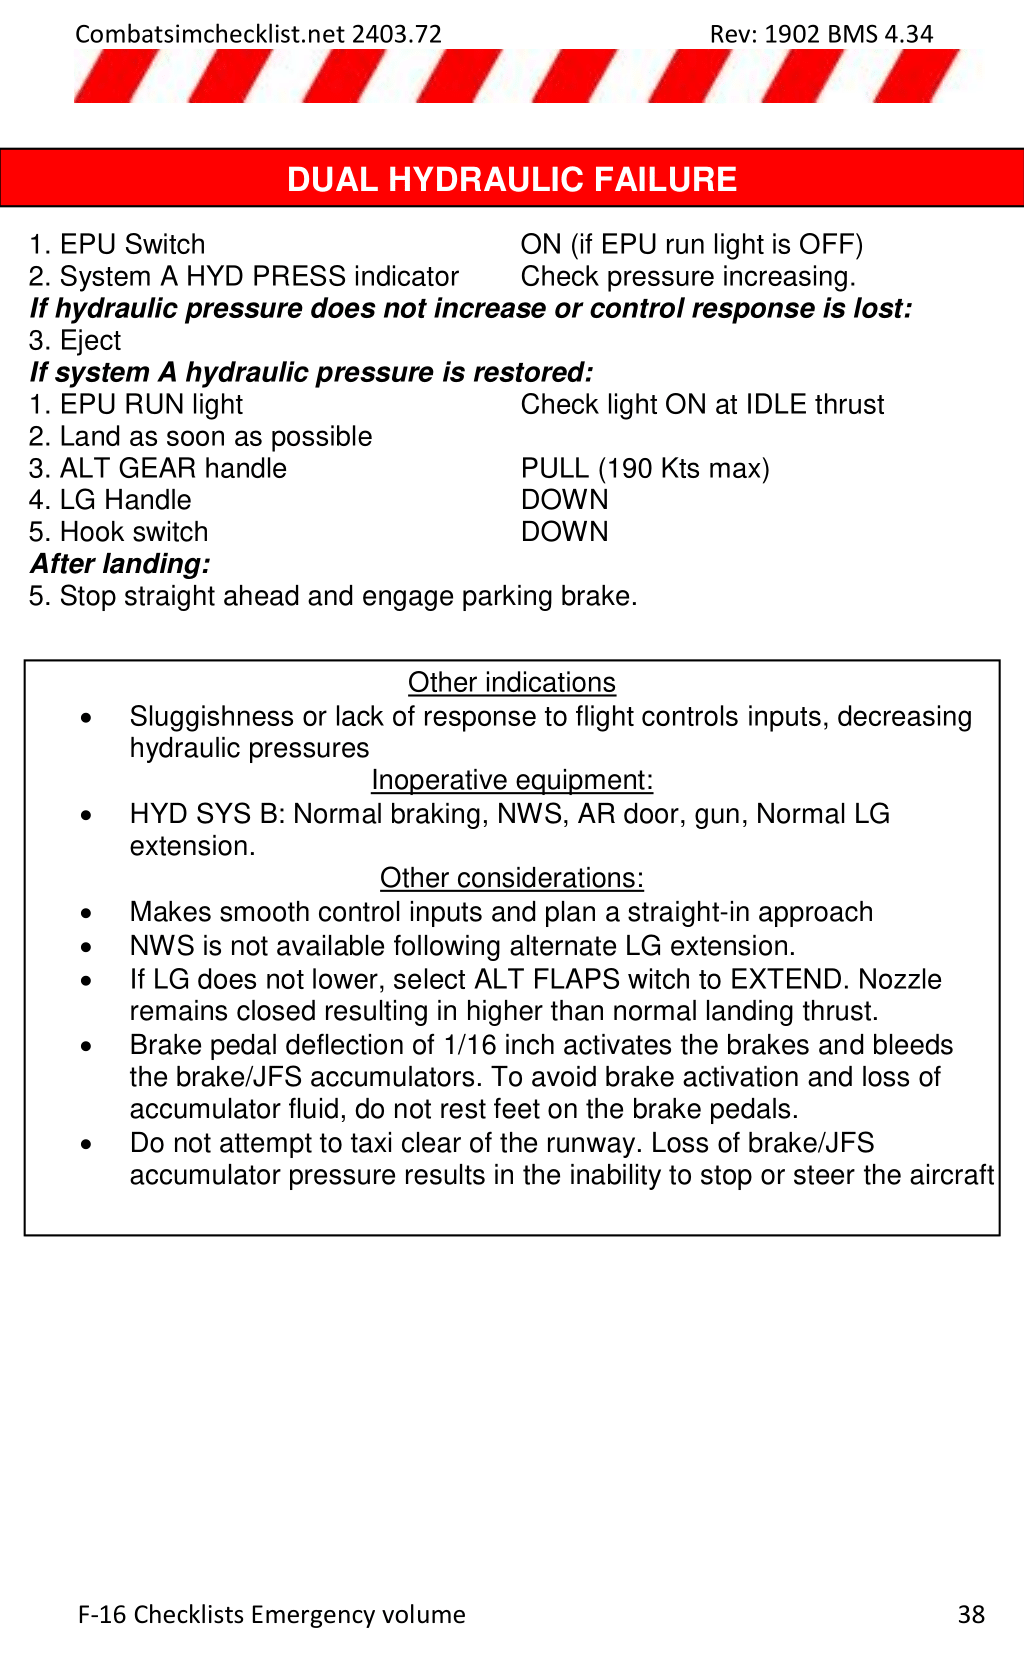 Combatsimchecklist.net 2403.72 Rev: 1902 BMS 4.34
DUAL HYDRAULIC FAILURE
1. EPU Switch ON (if EPU run light is OFF)
2. System A HYD PRESS indicator Check pressure increasing.
If hydraulic pressure does not increase or control response is lost:
3. Eject
If system A hydraulic pressure is restored:
1. EPU RUN light Check light ON at IDLE thrust
2. Land as soon as possible
3. ALT GEAR handle PULL (190 Kts max)
4. LG Handle DOWN
5. Hook switch DOWN
After landing:
5. Stop straight ahead and engage parking brake.
Other indications
• Sluggishness or lack of response to flight controls inputs, decreasing
hydraulic pressures
Inoperative equipment:
• HYD SYS B: Normal braking, NWS, AR door, gun, Normal LG
extension.
Other considerations:
• Makes smooth control inputs and plan a straight-in approach
• NWS is not available following alternate LG extension.
• If LG does not lower, select ALT FLAPS witch to EXTEND. Nozzle
remains closed resulting in higher than normal landing thrust.
• Brake pedal deflection of 1/16 inch activates the brakes and bleeds
the brake/JFS accumulators. To avoid brake activation and loss of
accumulator fluid, do not rest feet on the brake pedals.
• Do not attempt to taxi clear of the runway. Loss of brake/JFS
accumulator pressure results in the inability to stop or steer the aircraft
F-16 Checklists Emergency volume 38